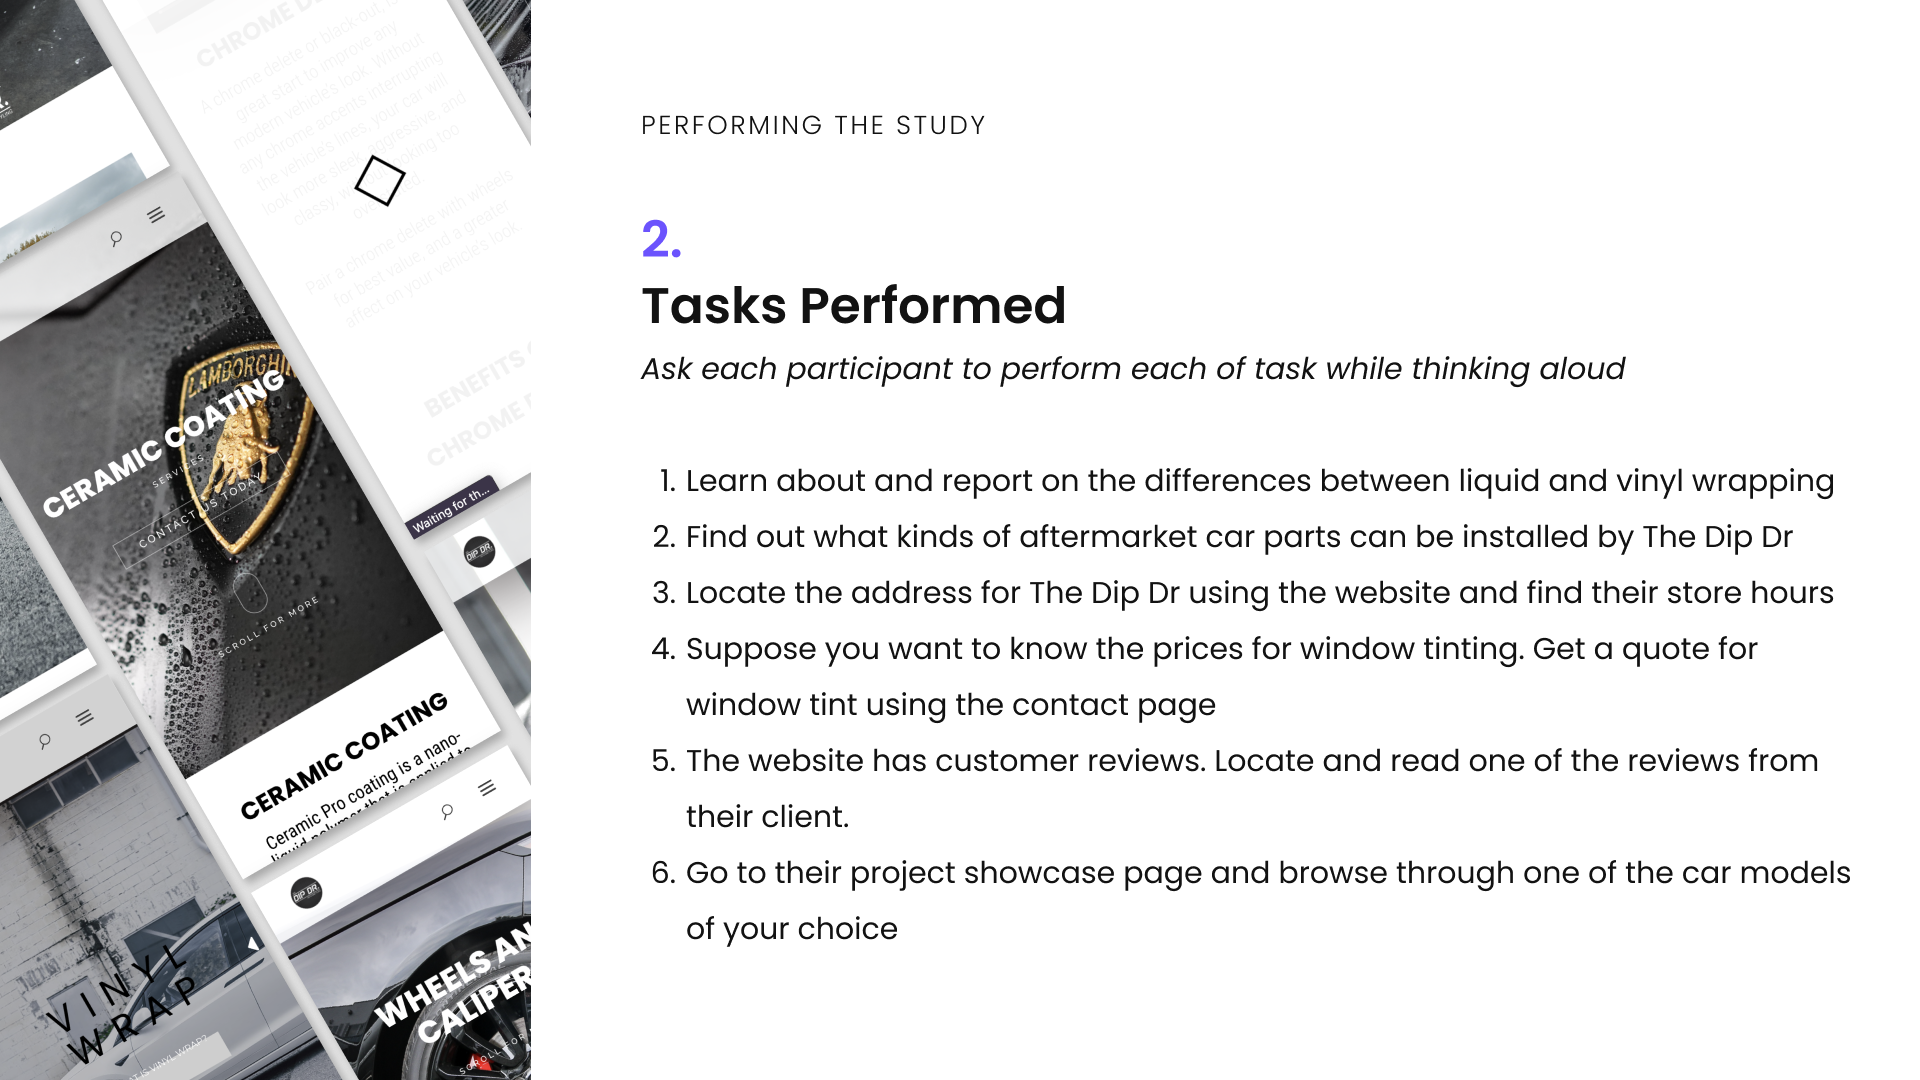 PERFORMING THE STUDY
2.
Tasks Performed
Ask each participant to perform each of task while thinking aloud
1. Learn about and report on the differences between liquid and vinyl wrapping
2. Find out what kinds of aftermarket car parts can be installed by The Dip Dr
3. Locate the address for The Dip Dr using the website and find their store hours
4. Suppose you want to know the prices for window tinting. Get a quote for
window tint using the contact page
5. The website has customer reviews. Locate and read one of the reviews from
their client.
6. Go to their project showcase page and browse through one of the car models
of your choice
CHROME
A chrome delete or black-out, is
great start to improve any
modern vehicle's look. Without
any chrome accents interrupting
the vehicle's lines, your car will
look more sleek, aggressive and
classy,
Pair a chrome delete with wheels
for best value, and a greater
affect on your vehicle's look.
BENEFITS
CHROME
Waiting for th...
DIP DR.
LAMBORGHINI
CERAMIC COATING
SERVICES
CONTACT US TODAY
SCROLL FOR MORE
CERAMIC COATING
Ceramic Pro coating is a nano-
liquid polymer that is applied to
DIP DR.
VINYL
WRAP
WHAT IS VINYL WRAP?
WHEELS AN
CALIPER
SCROLL FOR